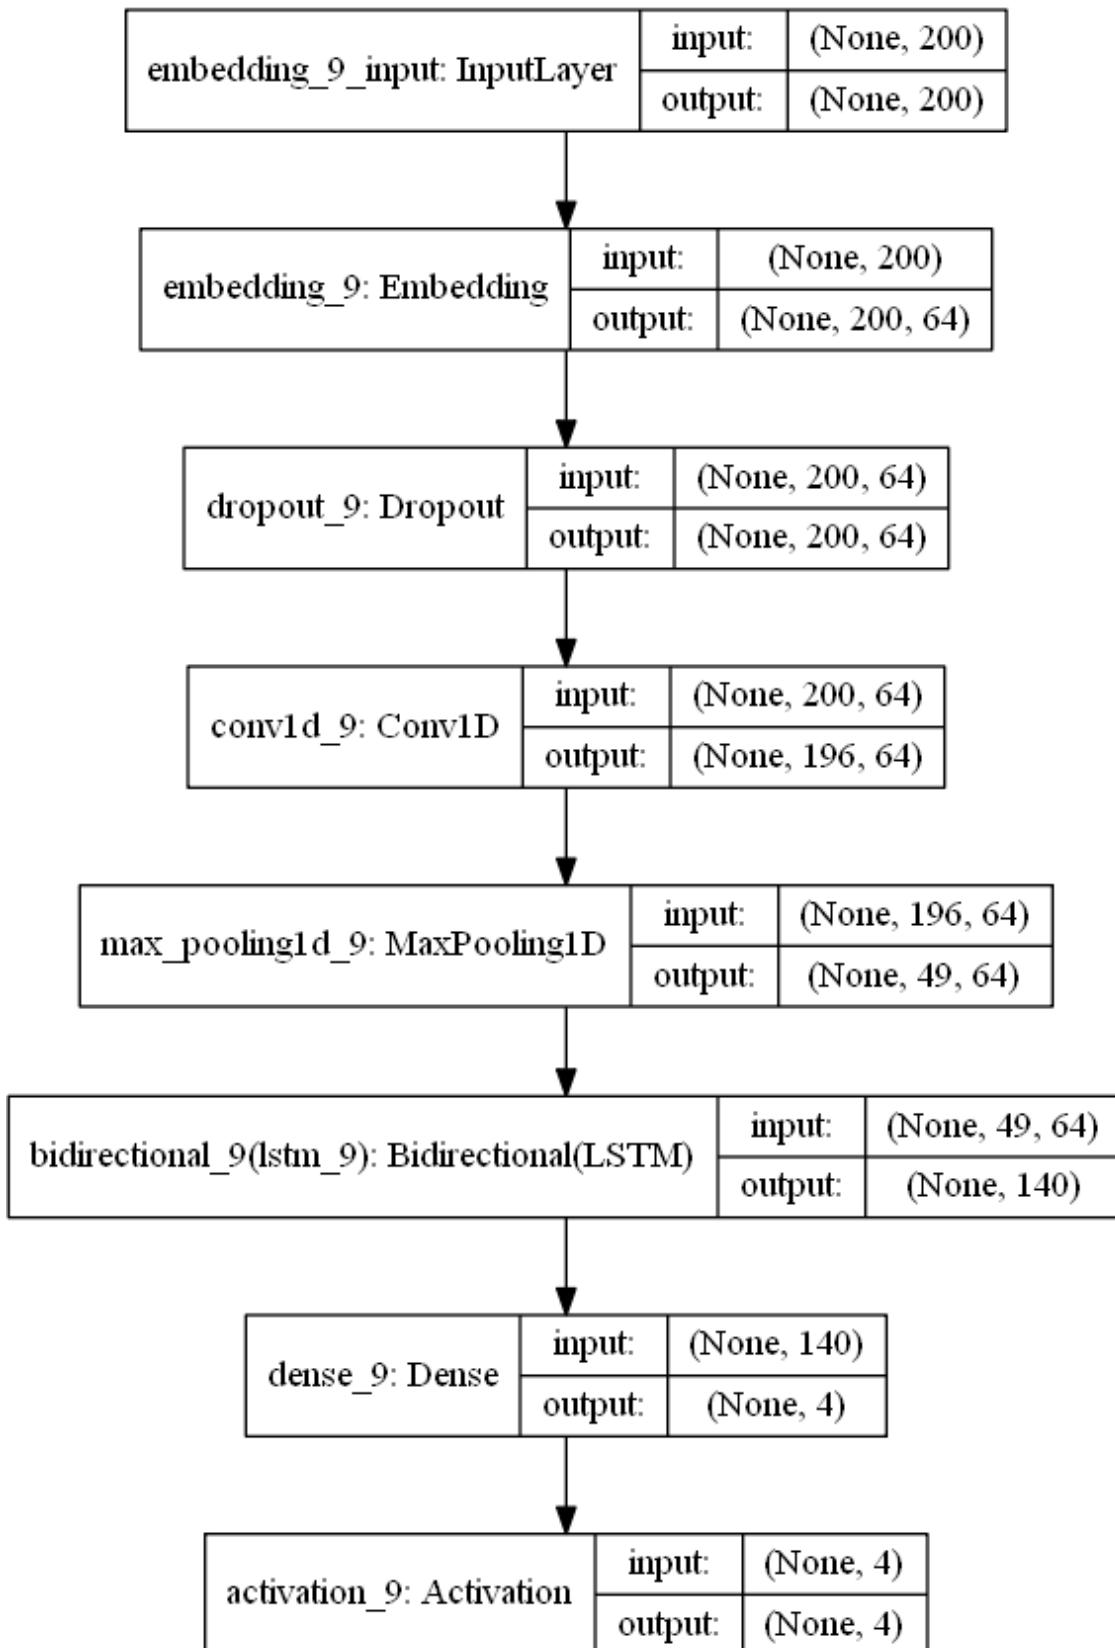 embedding_9_input: InputLayer
input: (None, 200)
output: (None, 200)
embedding_9: Embedding
input: (None, 200)
output: (None, 200, 64)
dropout_9: Dropout
input: (None, 200, 64)
output: (None, 200, 64)
conv1d_9: Conv1D
input: (None, 200, 64)
output: (None, 196, 64)
max_pooling1d_9: MaxPooling1D
input: (None, 196, 64)
output: (None, 49, 64)
bidirectional_9(lstm_9): Bidirectional(LSTM)
input: (None, 49, 64)
output: (None, 140)
dense_9: Dense
input: (None, 140)
output: (None, 4)
activation_9: Activation
input: (None, 4)
output: (None, 4)